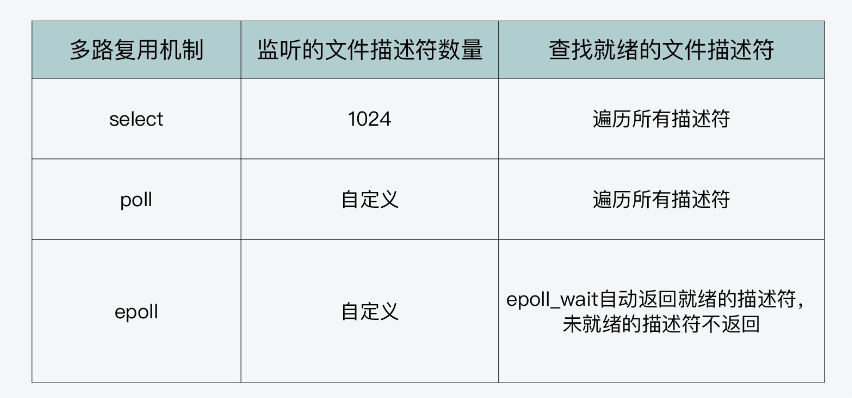 多路复用机制 监听的文件描述符数量 查找就绪的文件描述符
select 1024 遍历所有描述符
poll 自定义 遍历所有描述符
epoll 自定义 epoll_wait自动返回就绪的描述符，
未就绪的描述符不返回